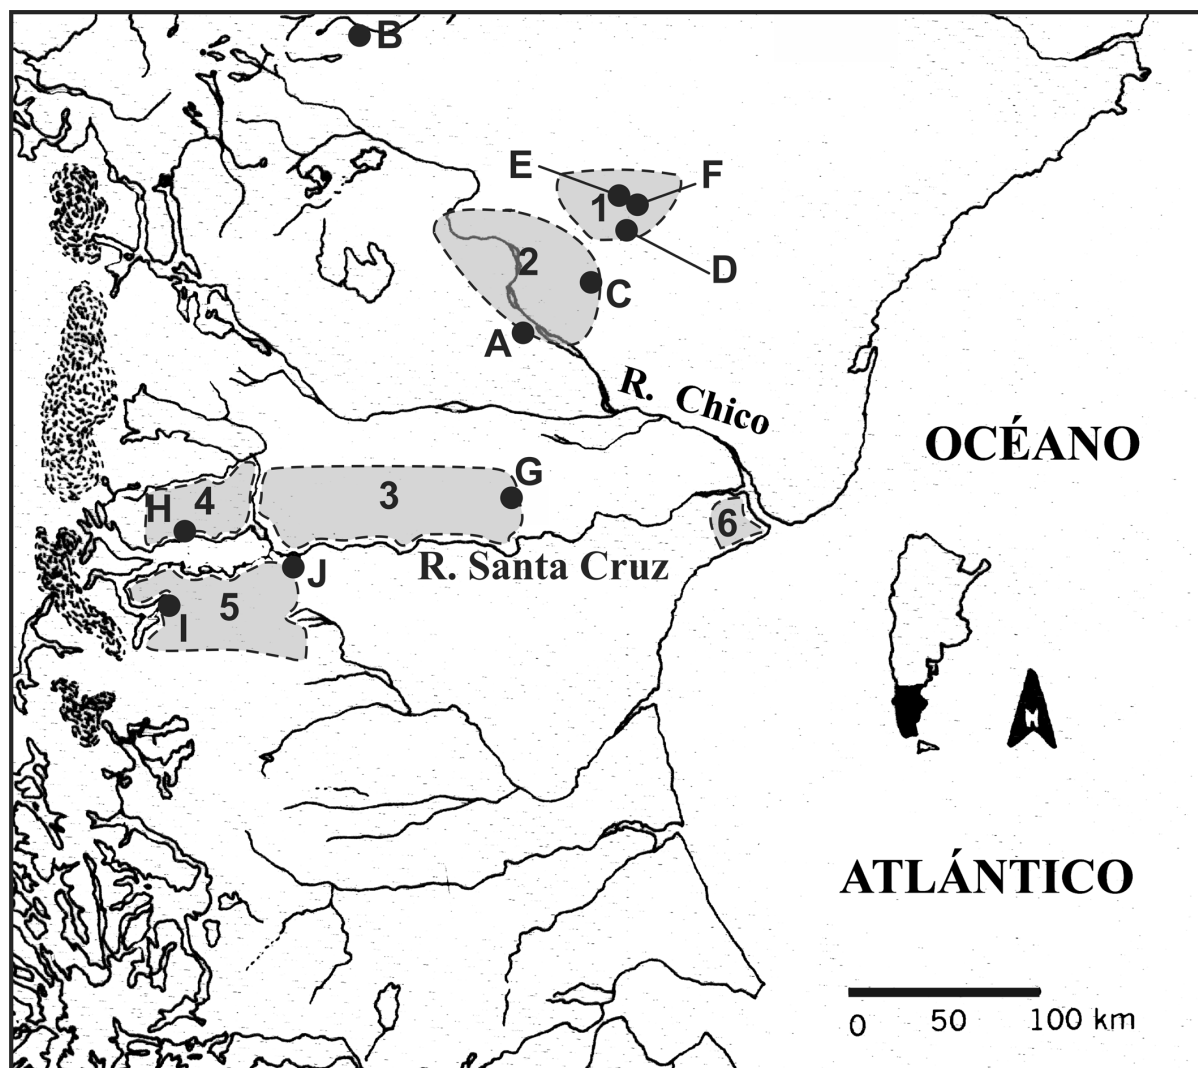 B
E
F
1
2
D
C
A
R. Chico
OCÉANO
G
H
4
3
6
R. Santa Cruz
J
5
I
N
ATLÁNTICO
0 50 100 km